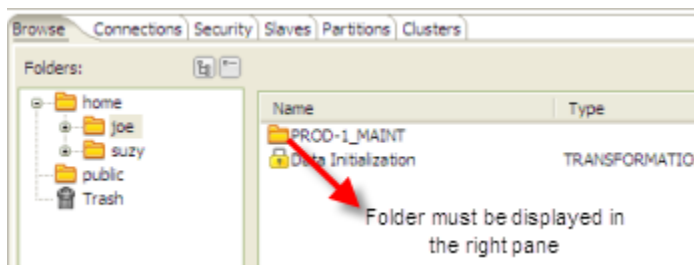 Browse Connections Security Slaves Partitions Clusters
Folders:
home
joe
suzy
public
Trash
Name Type
PROD-1_MAINT
Data Initialization TRANSFORMATIO
Folder must be displayed in
the right pane